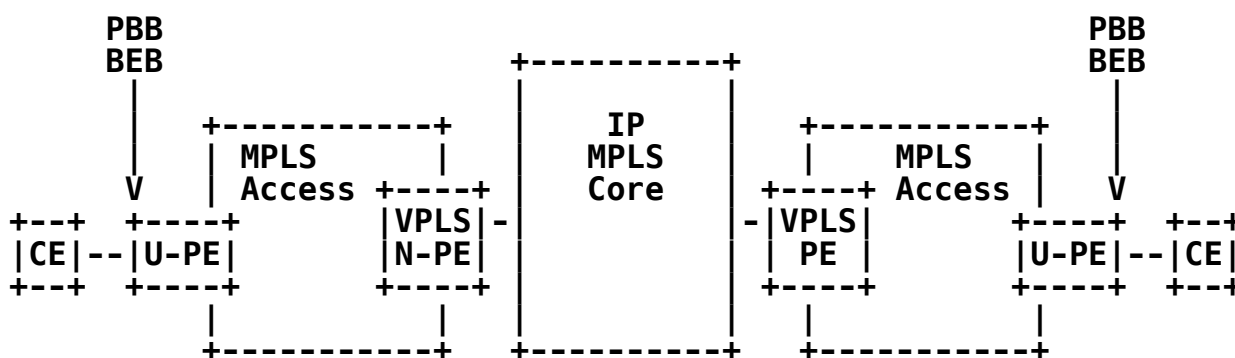 PBB PBB
BEB BEB
IP
MPLS MPLS MPLS
V Access Core Access V
VPLS VPLS
CE U-PE N-PE PE U-PE CE